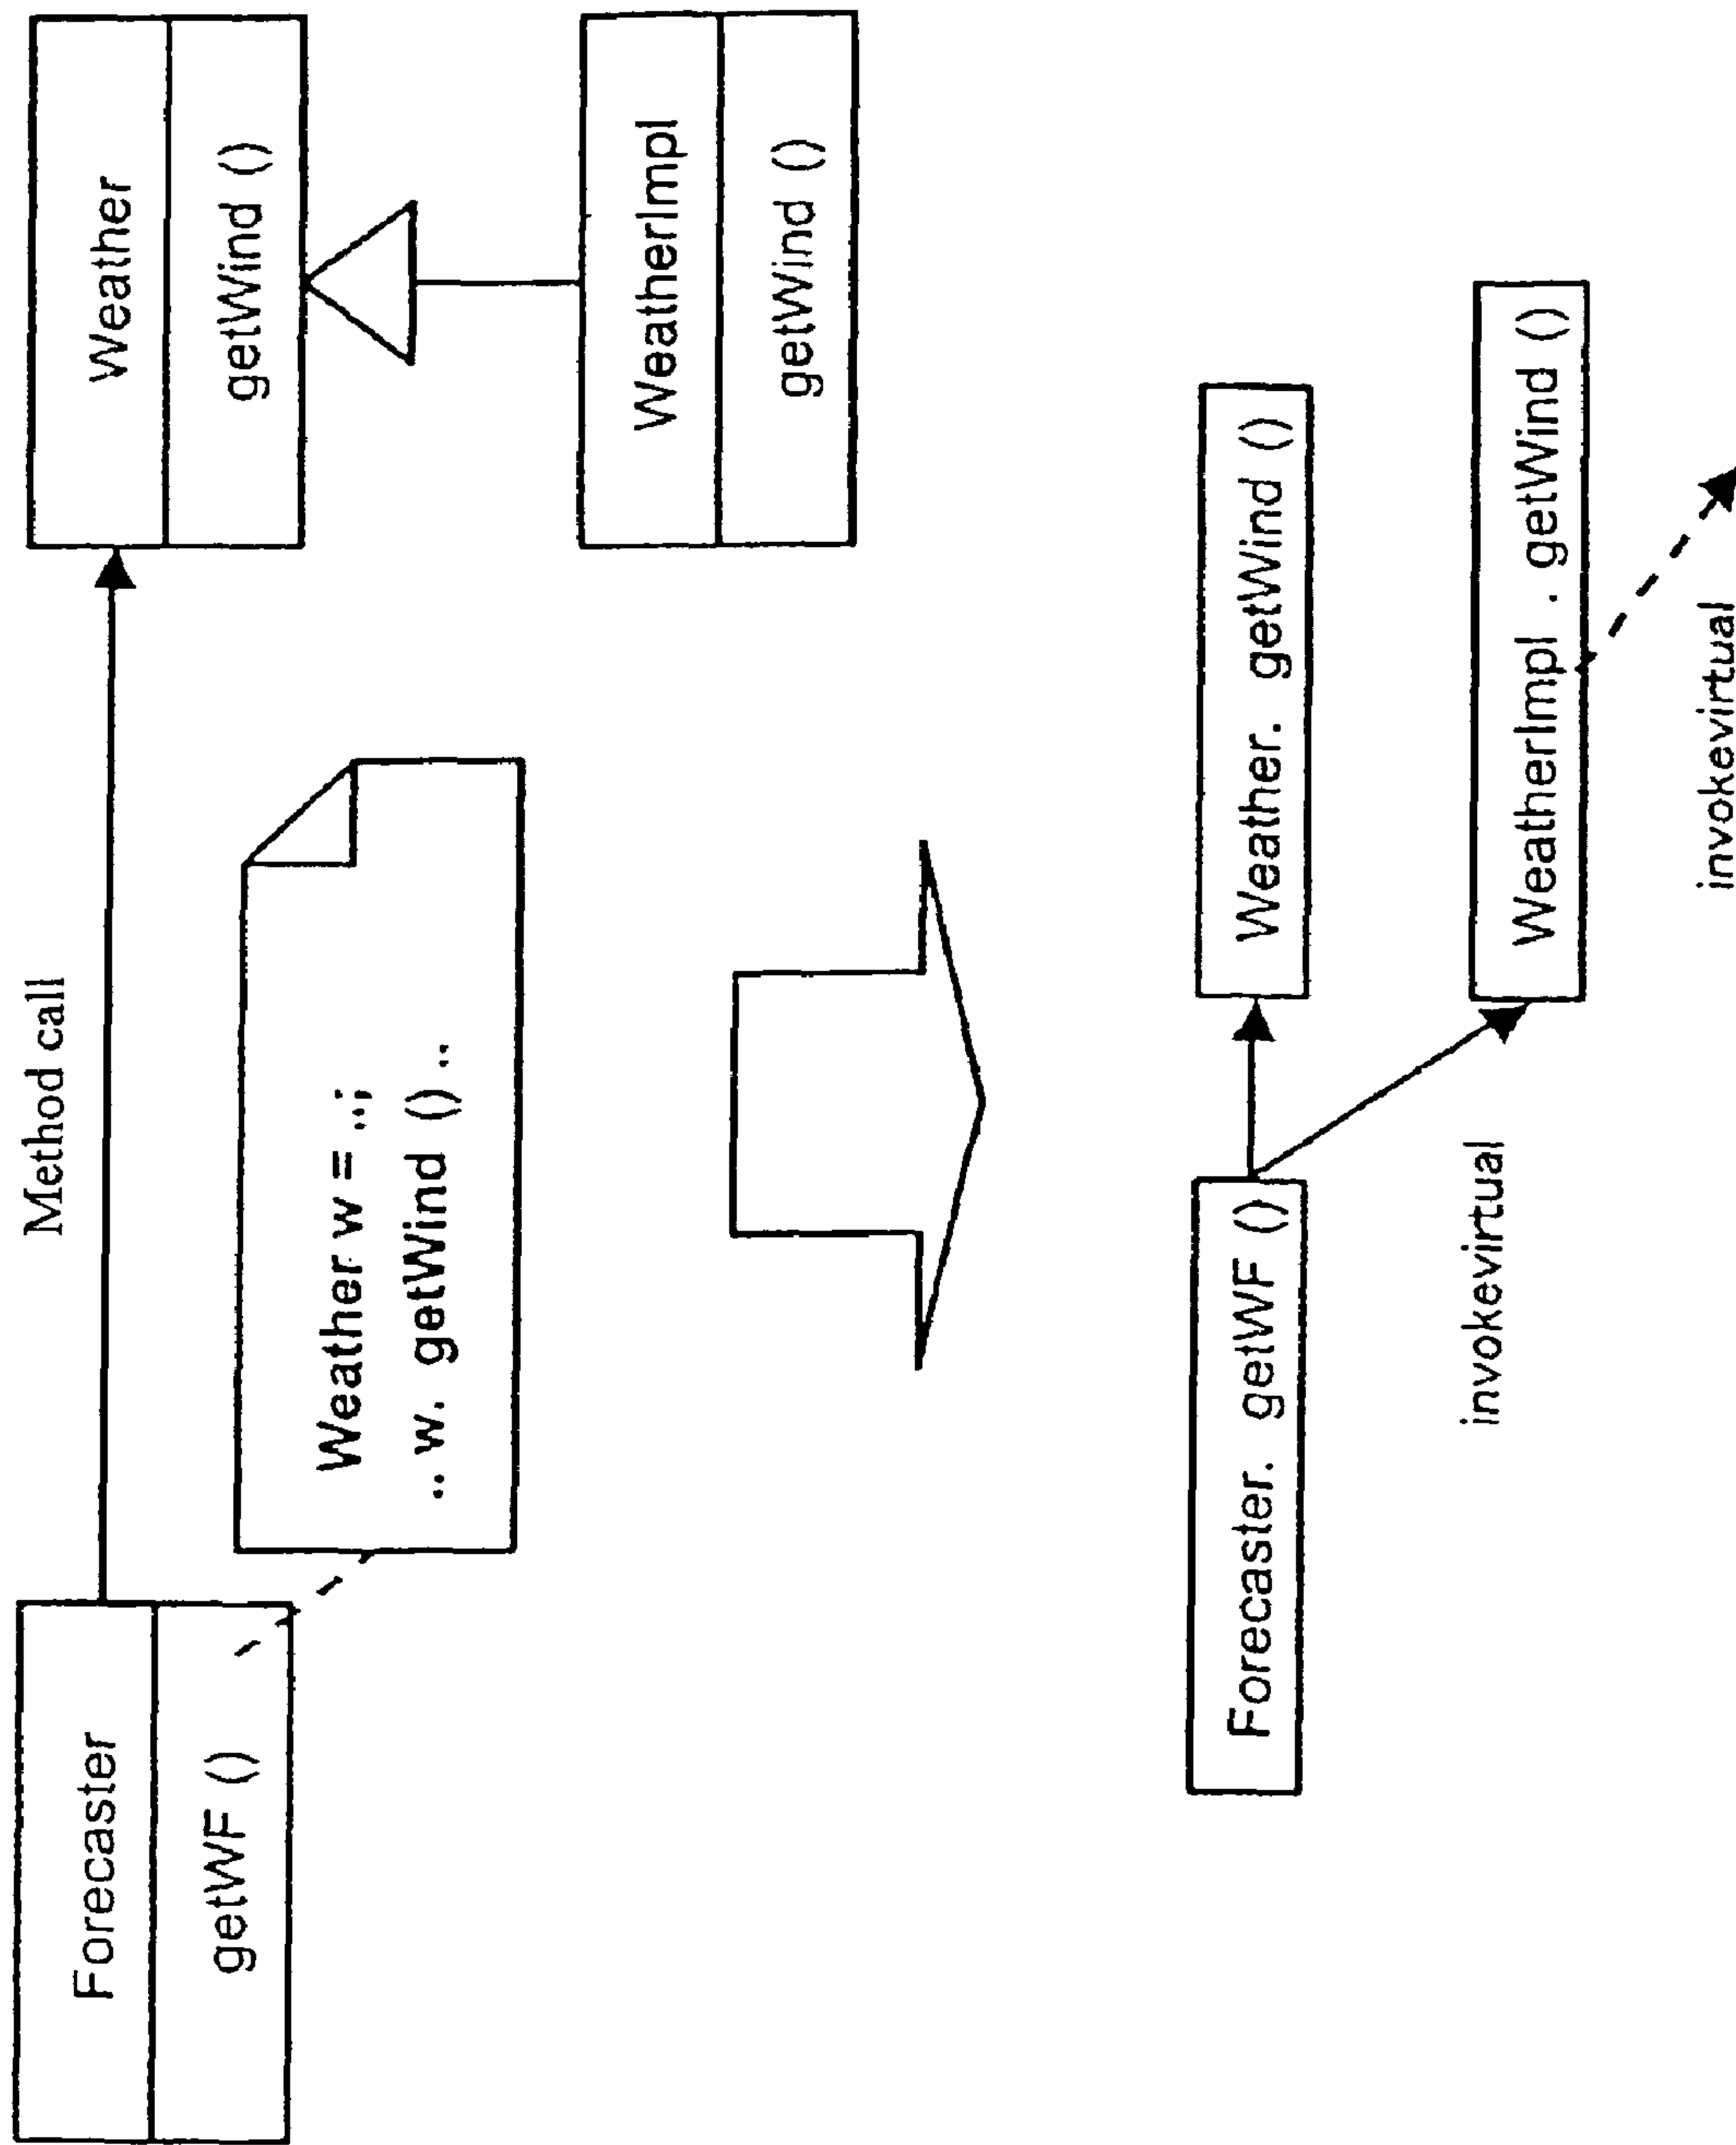 Method call
Forecaster
getWF ()
Weather
getWind ()
Weather w = ..;
.. w. getWind () ..
WeatherImpl
getWind ()
Forecaster. getWF ()
Weather. getWind ()
invokevirtual
WeatherImpl . getWind ()
invokevirtual